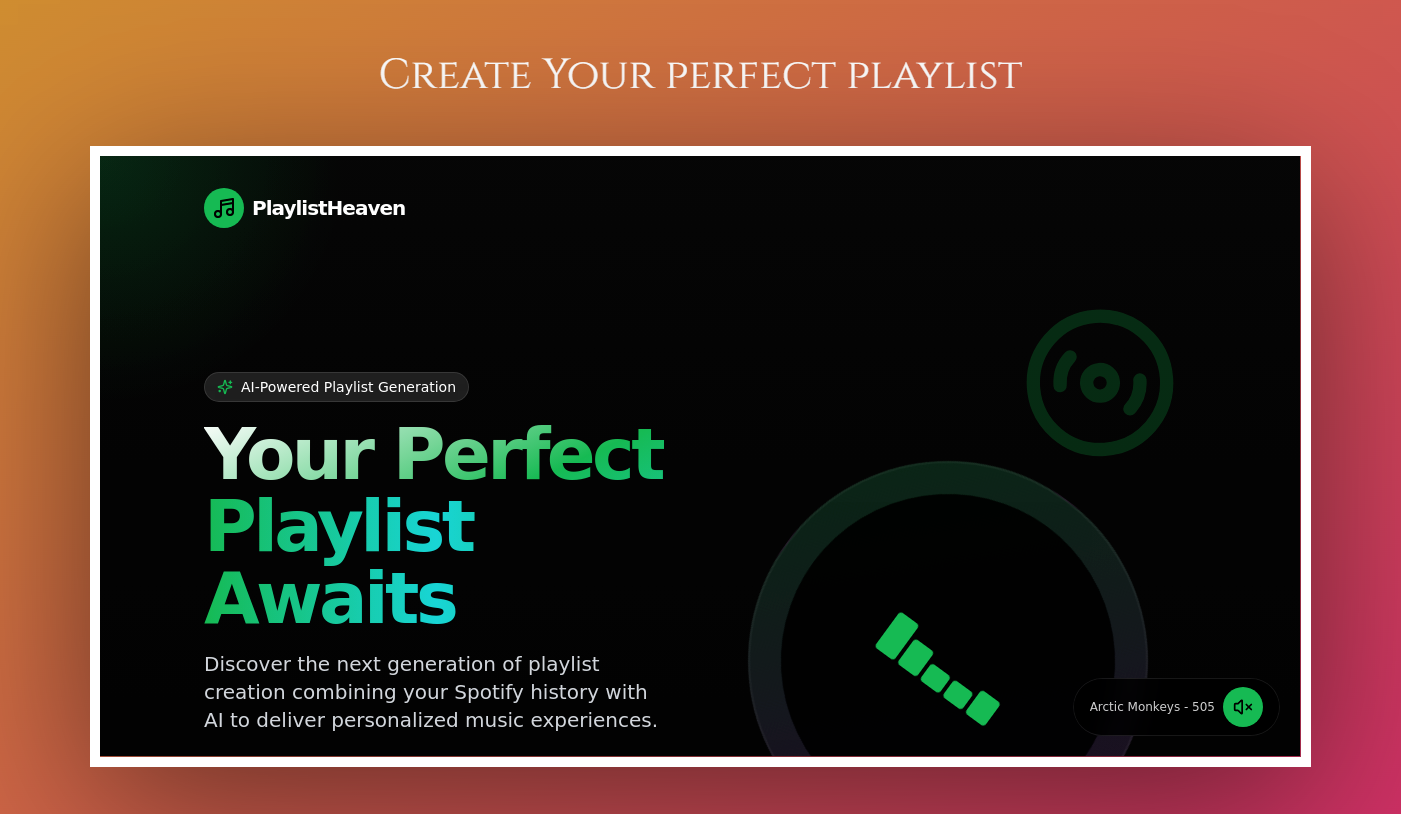 Create Your perfect playlist
PlaylistHeaven
AI-Powered Playlist Generation
Your Perfect
Playlist
Awaits
Discover the next generation of playlist
creation combining your Spotify history with
AI to deliver personalized music experiences.
Arctic Monkeys - 505